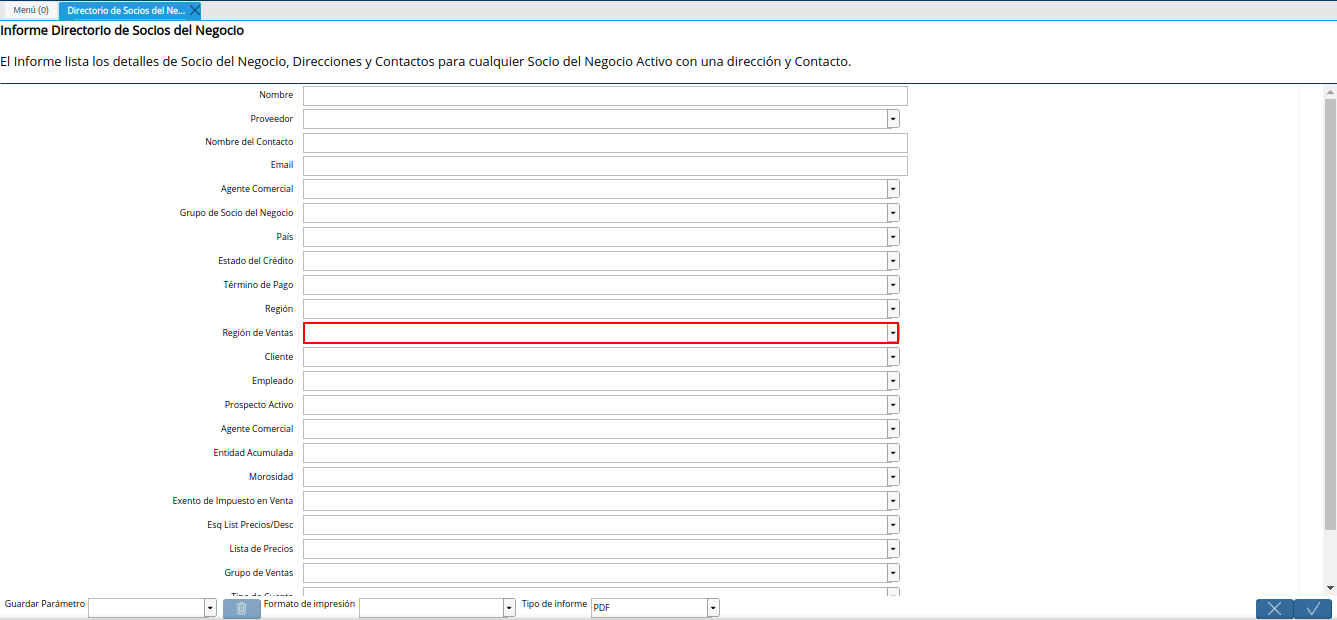 Menú (0)
Directorio de Socios del Ne...
Informe Directorio de Socios del Negocio
El Informe lista los detalles de Socio del Negocio, Direcciones y Contactos para cualquier Socio del Negocio Activo con una dirección y Contacto.
Nombre
Proveedor
Nombre del Contacto
Email
Agente Comercial
Grupo de Socio del Negocio
País
Estado del Crédito
Término de Pago
Región
Región de Ventas
Cliente
Empleado
Prospecto Activo
Agente Comercial
Entidad Acumulada
Morosidad
Exento de Impuesto en Venta
Esq List Precios/Desc
Lista de Precios
Grupo de Ventas
Tipo de Cuenta
Guardar Parámetro
Formato de impresión
Tipo de informe
PDF